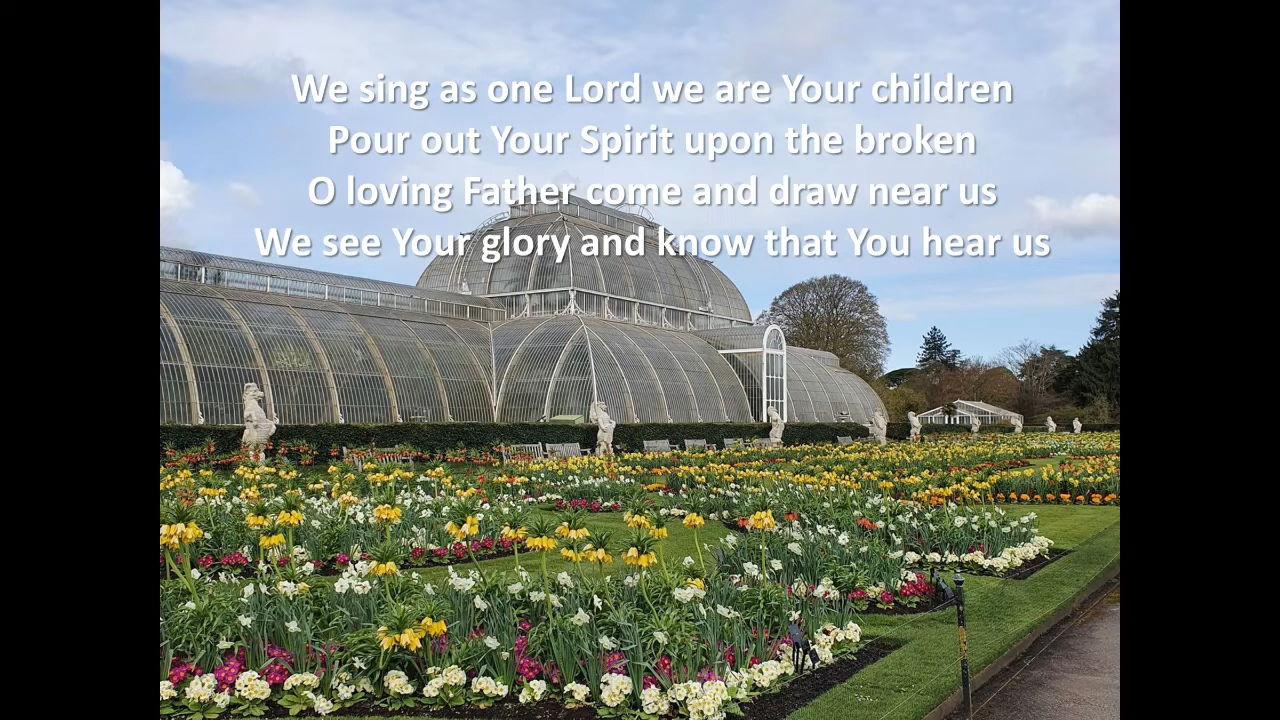 We sing as one Lord we are Your children
Pour out Your Spirit upon the broken
O loving Father come and draw near us
We see Your glory and know that You hear us